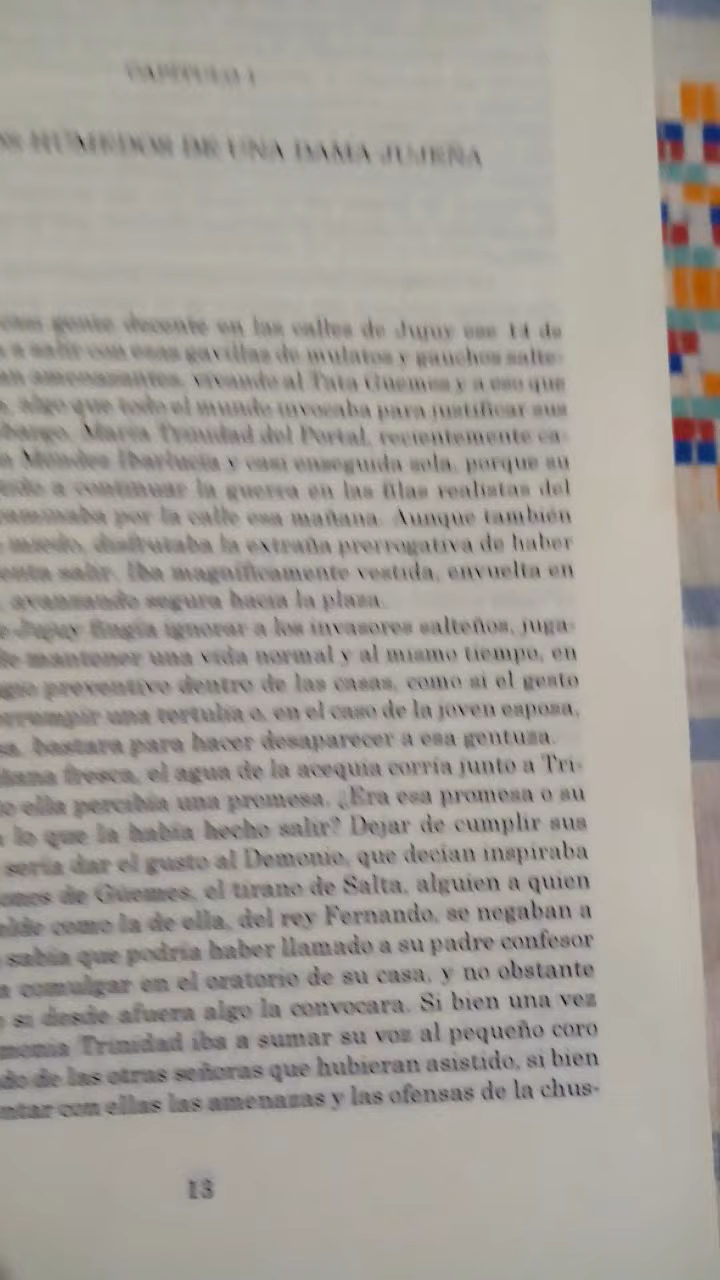 CAPÍTULO 1
HÚMEDOS DE UNA DAMA JUJEÑA
gente decente en las calles de Jujuy ese 14 de
a salir con esas gavillas de mulatos y gauchos salte-
amenazantes, vivando al Tata Güemes y a eso que
algo que todo el mundo invocaba para justificar sus
María Trinidad del Portal, recientemente ca-
Méndez Ibarlucía y casi enseguida sola, porque su
a continuar la guerra en las filas realistas del
caminaba por la calle esa mañana. Aunque también
miedo, disfrutaba la extraña prerrogativa de haber
salir. Iba magníficamente vestida, envuelta en
avanzando segura hacia la plaza.
Jujuy fingía ignorar a los invasores salteños, juga-
de mantener una vida normal y al mismo tiempo, en
preventivo dentro de las casas, como si el gesto
una tertulia o, en el caso de la joven esposa,
bastara para hacer desaparecer a esa gentuza.
fresca, el agua de la acequia corría junto a Tri-
ella percibía una promesa. ¿Era esa promesa o su
lo que la había hecho salir? Dejar de cumplir sus
sería dar el gusto al Demonio, que decían inspiraba
de Güemes, el tirano de Salta, alguien a quien
como la de ella, del rey Fernando, se negaban a
sabía que podría haber llamado a su padre confesor
comulgar en el oratorio de su casa, y no obstante
si desde afuera algo la convocara. Si bien una vez
Trinidad iba a sumar su voz al pequeño coro
de las otras señoras que hubieran asistido, si bien
con ellas las amenazas y las ofensas de la chus-
13